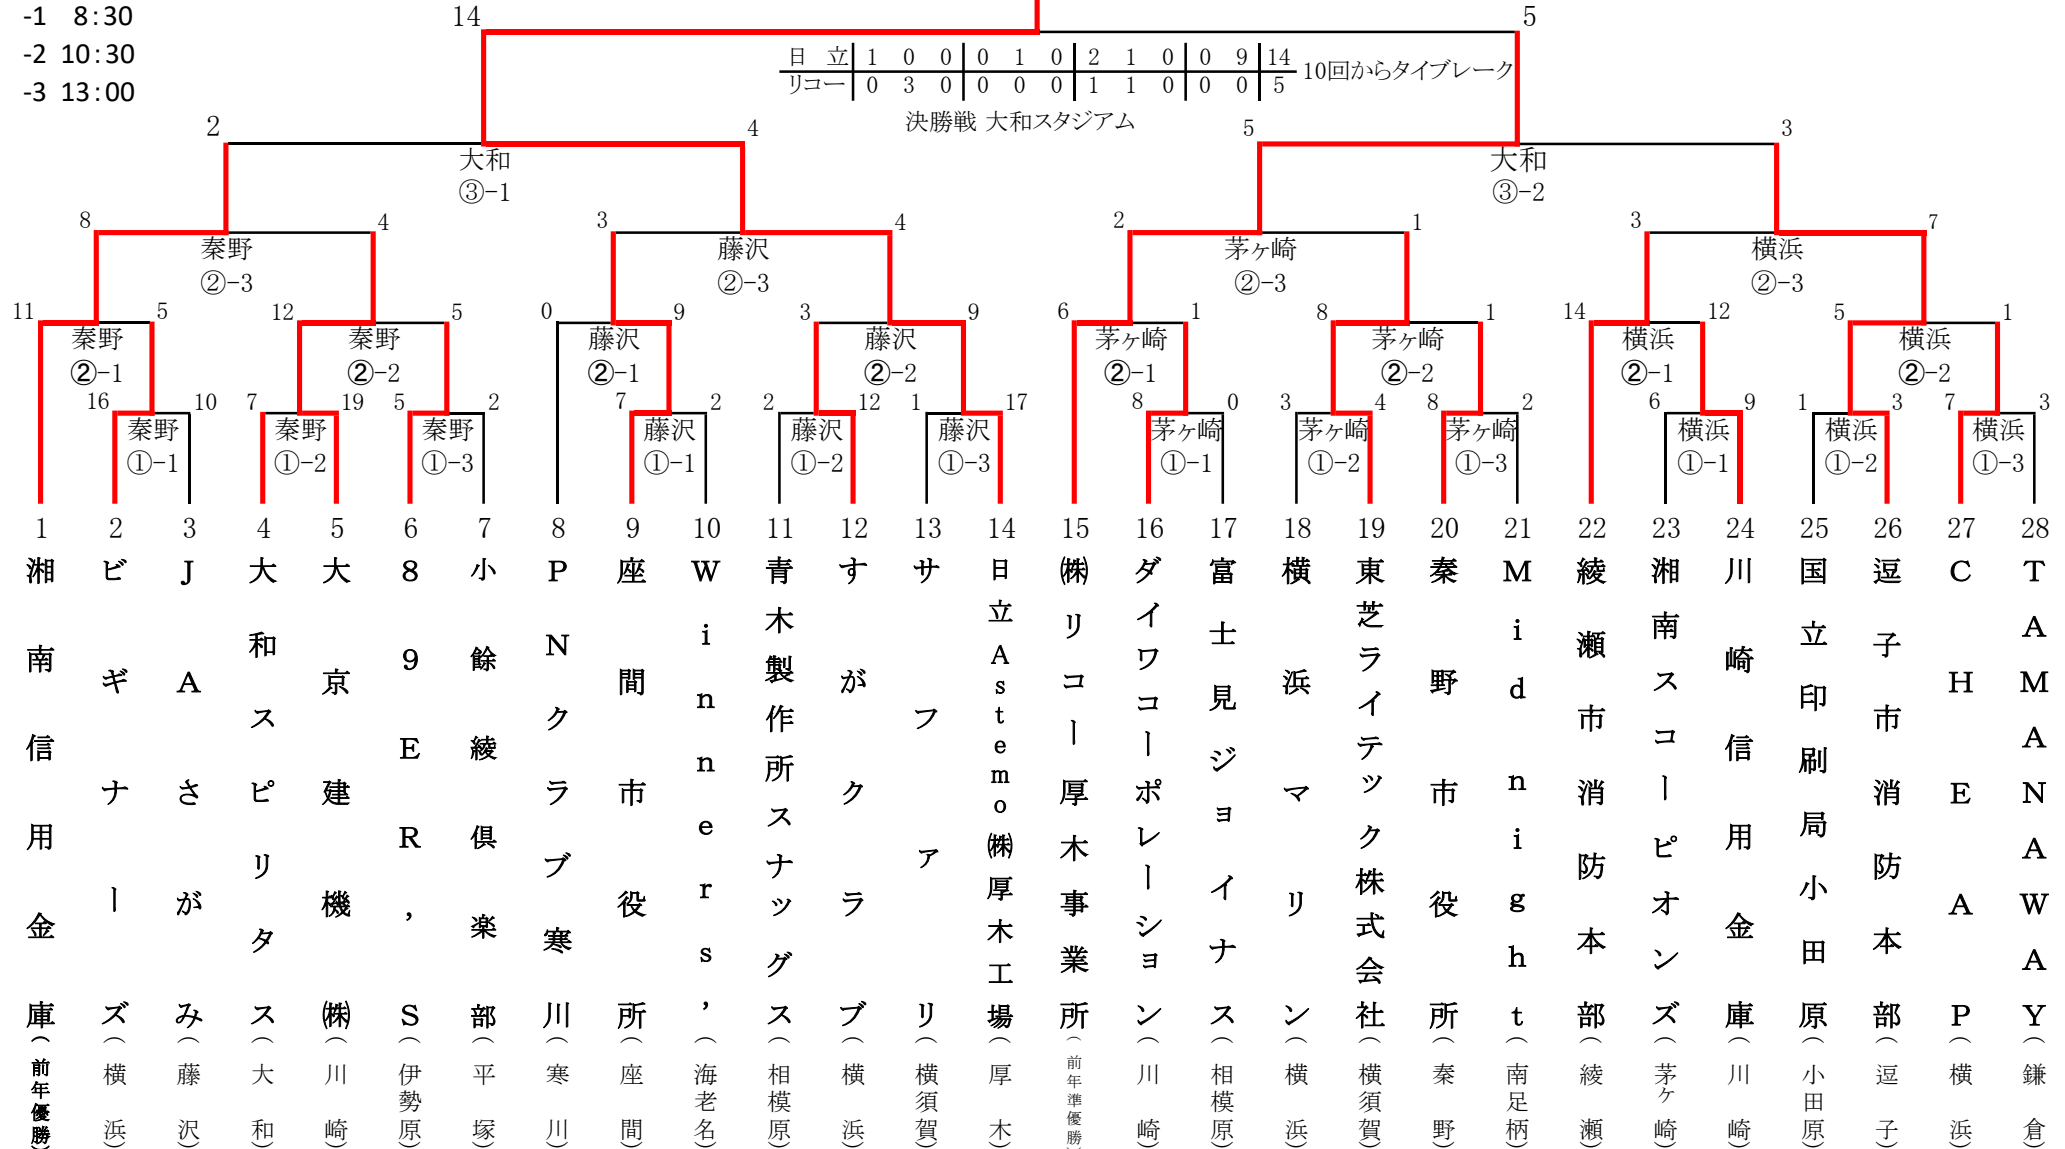 -1 8:30
-2 10:30
-3 13:00
14
5
日 立 1 0 0 0 1 0 2 1 0 0 9 14
リコー 0 3 0 0 0 0 1 1 0 0 0 5
10回からタイブレーク
決勝戦 大和スタジアム
2 4 5 3
大和 大和
③-1 ③-2
8 4 3 4 2 1 3 7
秦野 藤沢 茅ヶ崎 横浜
②-3 ②-3 ②-3 ②-3
11 5 12 5 0 9 3 9 6 1 8 1 14 12 5 1
秦野 秦野 藤沢 藤沢 茅ヶ崎 茅ヶ崎 横浜 横浜
②-1 ②-2 ②-1 ②-2 ②-1 ②-2 ②-1 ②-2
16 10 7 19 5 2 7 2 2 12 1 17 8 0 3 4 8 2 6 9 1 3 7 3
秦野 秦野 秦野 藤沢 藤沢 藤沢 茅ヶ崎 茅ヶ崎 茅ヶ崎 横浜 横浜 横浜
①-1 ①-2 ①-3 ①-1 ①-2 ①-3 ①-1 ①-2 ①-3 ①-1 ①-2 ①-3
1 2 3 4 5 6 7 8 9 10 11 12 13 14 15 16 17 18 19 20 21 22 23 24 25 26 27 28
湘南信用金庫(前年優勝)
ビギナーズ(横浜)
JAさがみ(藤沢)
大和スピリタス(大和)
大京建機㈱(川崎)
89ER’S(伊勢原)
小餘綾倶楽部(平塚)
PNクラブ寒川(寒川)
座間市役所(座間)
Winners’(海老名)
青木製作所スナッグス(相模原)
すがクラブ(横浜)
サファリ(横須賀)
日立Astemo㈱厚木工場(厚木)
㈱リコー厚木事業所(前年準優勝)
ダイワコーポレーション(川崎)
富士見ジョイナス(相模原)
横浜マリン(横浜)
東芝ライテック株式会社(横須賀)
秦野市役所(秦野)
Mid night(南足柄)
綾瀬市消防本部(綾瀬)
湘南スコーピオンズ(茅ケ崎)
川崎信用金庫(川崎)
国立印刷局小田原(小田原)
逗子市消防本部(逗子)
CHEAP(横浜)
TAMANAWAAY(鎌倉)